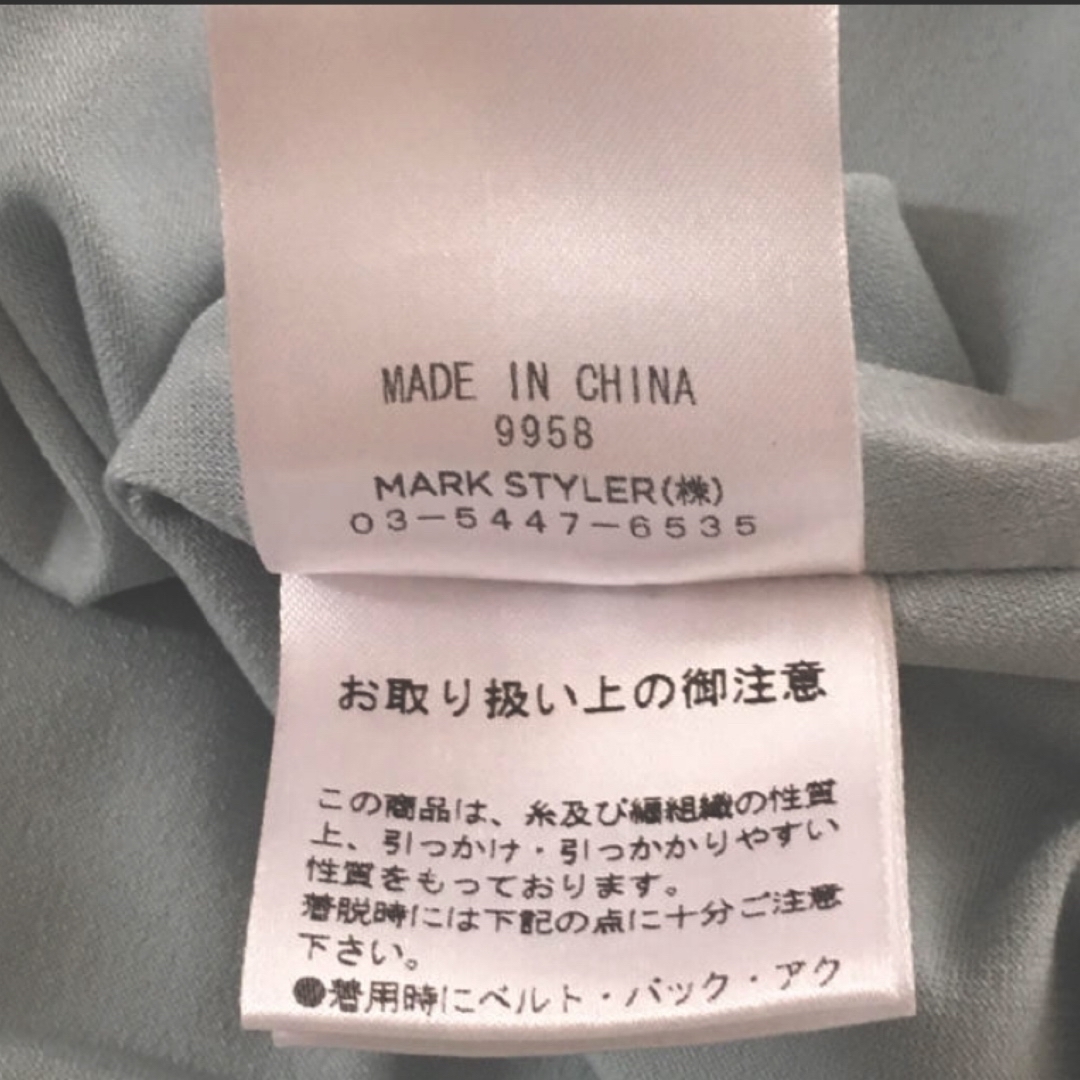 MADE IN CHINA
9958
MARK STYLER(株)
03-5447-6535
お取り扱い上の御注意
この商品は、糸及び編組織の性質
上、引っかけ・引っかかりやすい
性質をもっております。
着脱時には下記の点に十分ご注意
下さい。
●着用時にベルト・バック・アク